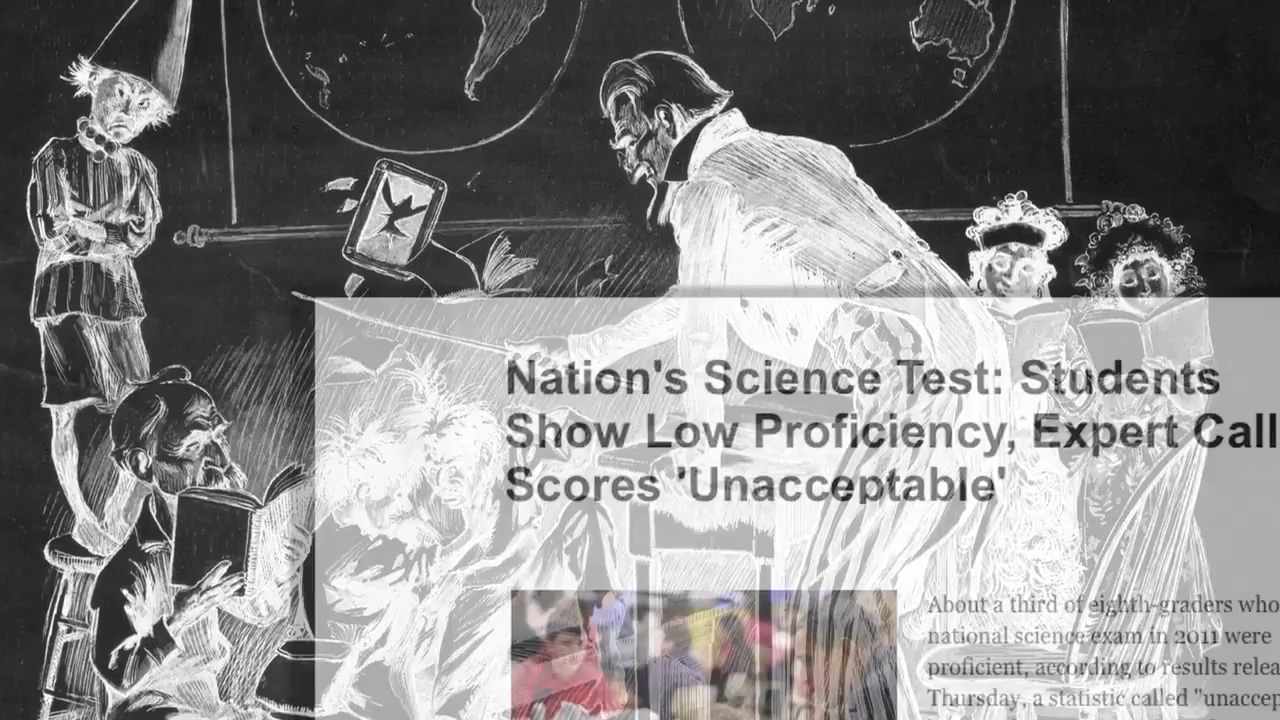 Nation's Science Test: Students
Show Low Proficiency, Expert Call
Scores 'Unacceptable'
About a third of eighth-graders who
national science exam in 2011 were
proficient, according to results relea
Thursday, a statistic called "unaccep